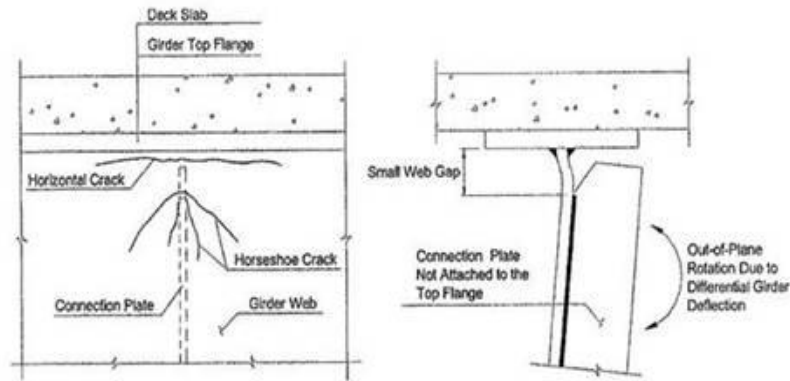 Deck Slab
Girder Top Flange
Horizontal Crack
Horseshoe Crack
Connection Plate
Girder Web
Small Web Gap
Connection Plate
Not Attached to the
Top Flange
Out-of-Plane
Rotation Due to
Differential Girder
Deflection